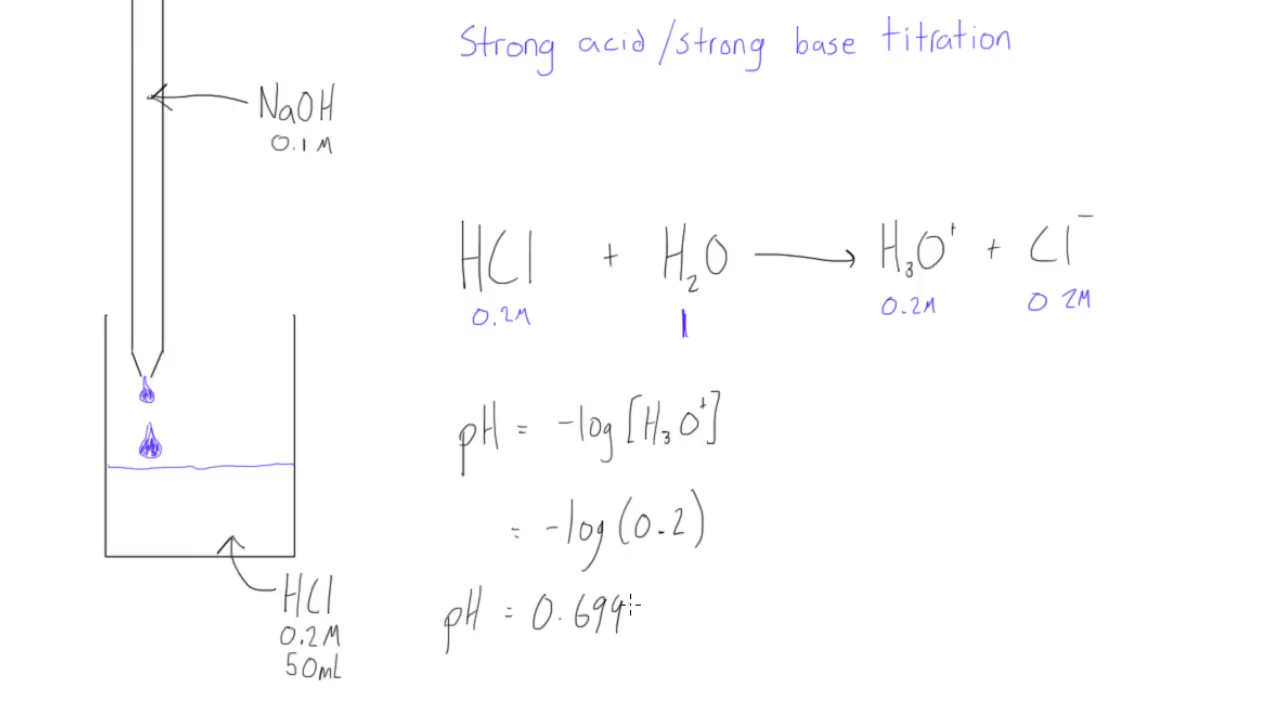 Strong acid/strong base titration
NaOH
0.1M
HCl + H₂O ⟶ H₃O⁺ + Cl⁻
0.2M 1 0.2M 0 2M
pH = -log[H₃O⁺]
= -log(0.2)
pH = 0.699
HCl
0.2M
50mL